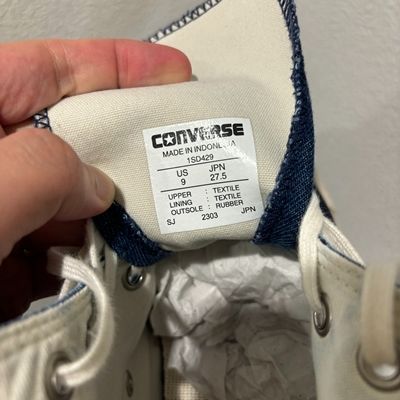 CONVERSE
MADE IN INDONESIA
1SD429
US JPN
9 27.5
UPPER : TEXTILE
LINING : TEXTILE
OUTSOLE : RUBBER
SJ 2303 JPN